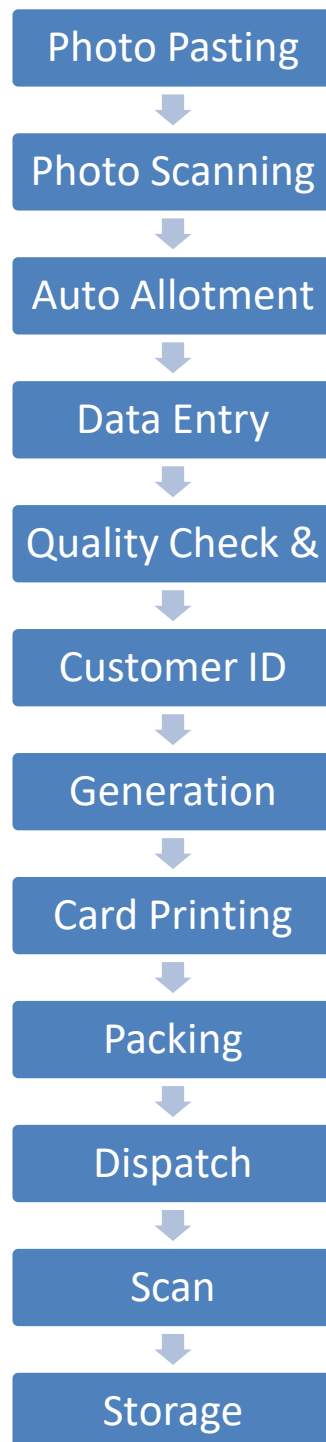 Photo Pasting
Photo Scanning
Auto Allotment
Data Entry
Quality Check &
Customer ID
Generation
Card Printing
Packing
Dispatch
Scan
Storage